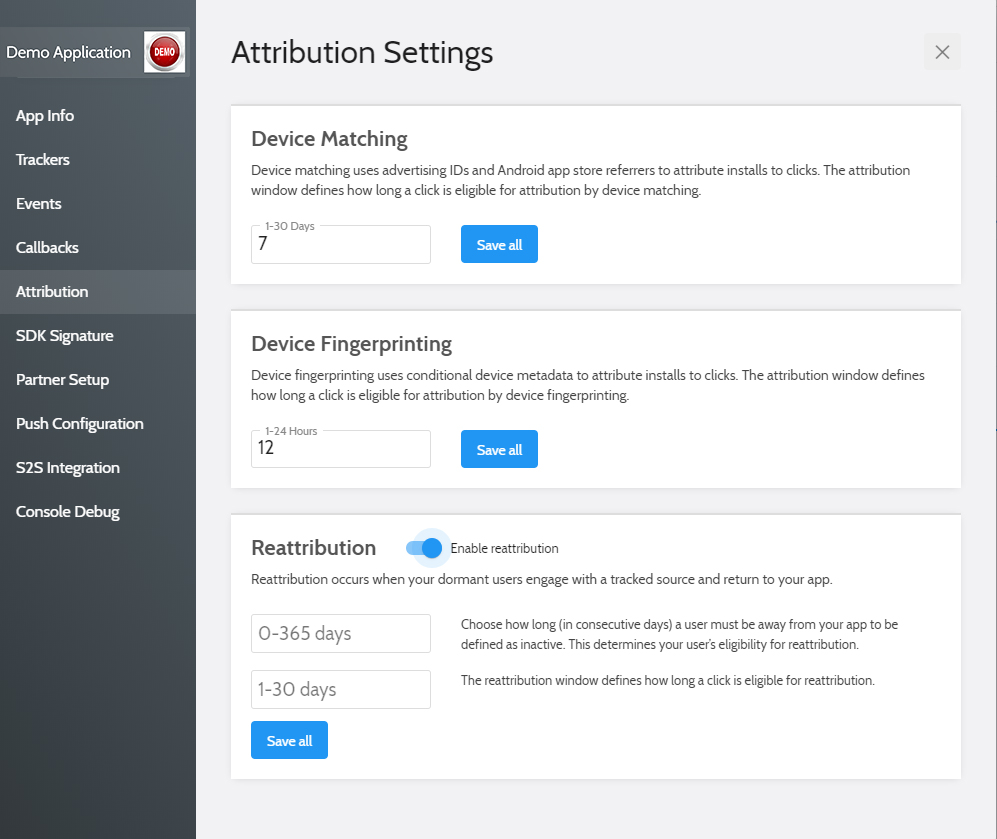 Demo Application
DEMO
App Info
Trackers
Events
Callbacks
Attribution
SDK Signature
Partner Setup
Push Configuration
S2S Integration
Console Debug
Attribution Settings
Device Matching
Device matching uses advertising IDs and Android app store referrers to attribute installs to clicks. The attribution
window defines how long a click is eligible for attribution by device matching.
1-30 Days
7
Save all
Device Fingerprinting
Device fingerprinting uses conditional device metadata to attribute installs to clicks. The attribution window defines
how long a click is eligible for attribution by device fingerprinting.
1-24 Hours
12
Save all
Reattribution
Enable reattribution
Reattribution occurs when your dormant users engage with a tracked source and return to your app.
0-365 days
Choose how long (in consecutive days) a user must be away from your app to be
defined as inactive. This determines your user's eligibility for reattribution.
1-30 days
The reattribution window defines how long a click is eligible for reattribution.
Save all